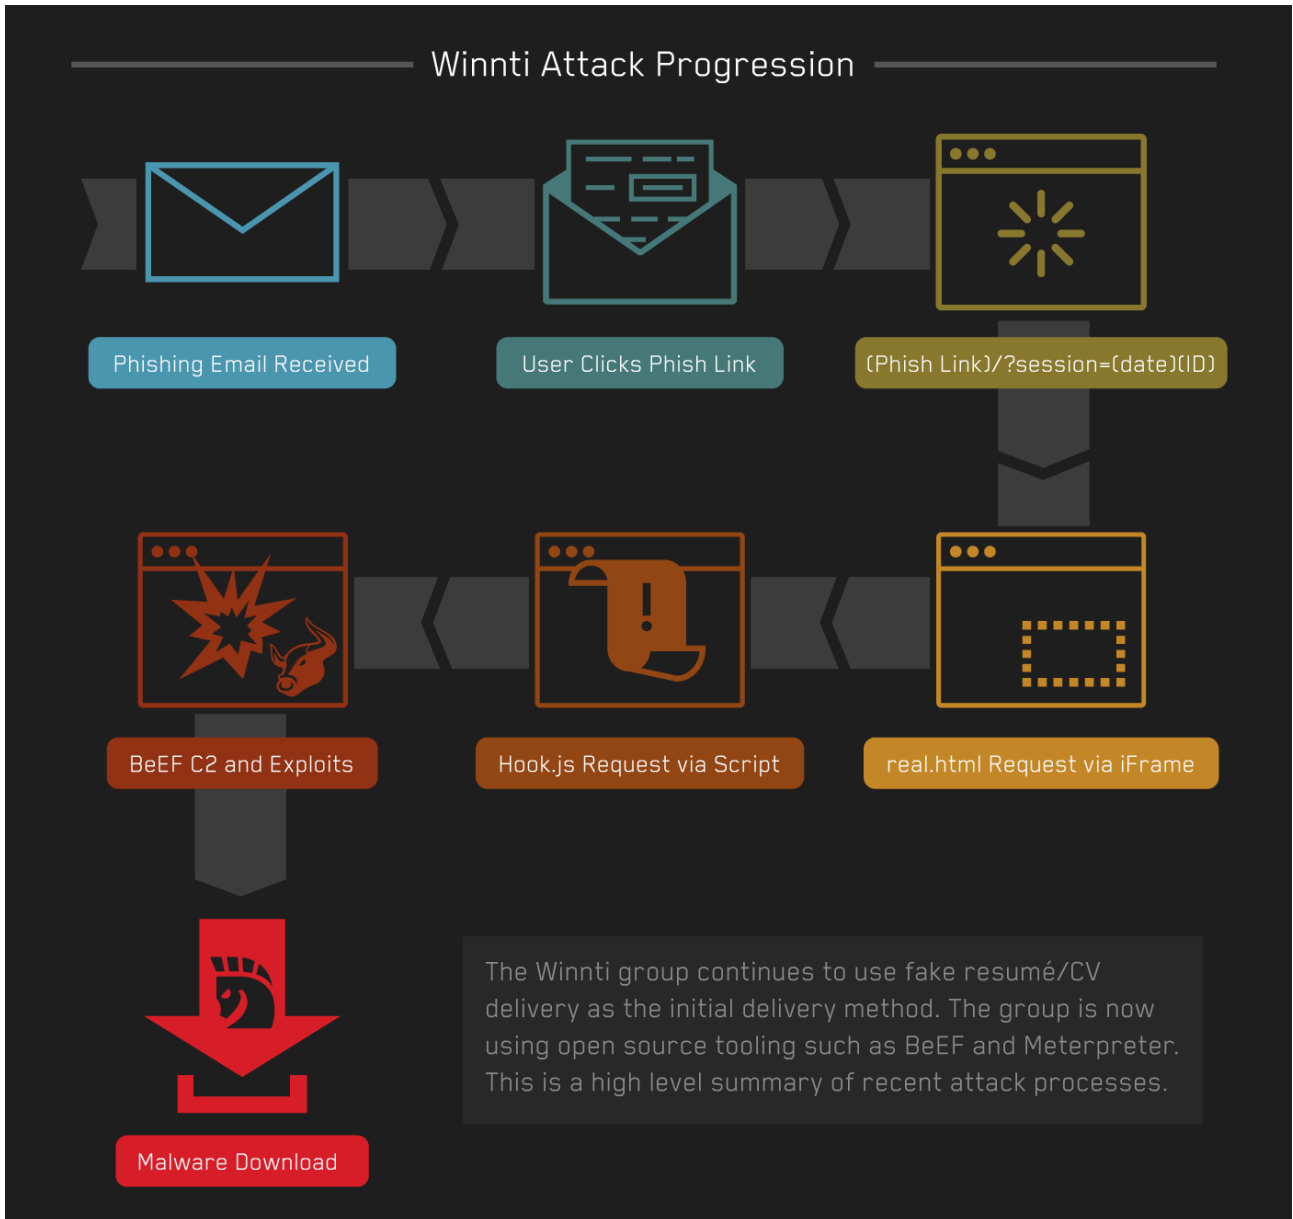 Winnti Attack Progression
Phishing Email Received
User Clicks Phish Link
(Phish Link)/?session=(date)(ID)
BeEF C2 and Exploits
Hook.js Request via Script
real.html Request via iFrame
The Winnti group continues to use fake resumé/CV
delivery as the initial delivery method. The group is now
using open source tooling such as BeEF and Meterpreter.
This is a high level summary of recent attack processes.
Malware Download